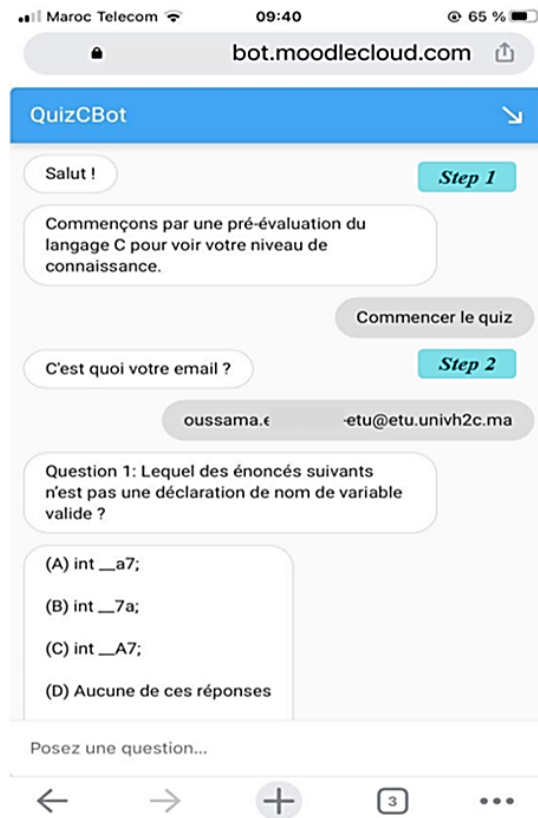 Maroc Telecom 09:40 65 %
bot.moodlecloud.com
QuizCBot
Salut !
Step 1
Commençons par une pré-évaluation du
langage C pour voir votre niveau de
connaissance.
Commencer le quiz
C'est quoi votre email ?
Step 2
oussama.e -etu@etu.univh2c.ma
Question 1: Lequel des énoncés suivants
n'est pas une déclaration de nom de variable
valide ?
(A) int __a7;
(B) int __7a;
(C) int __A7;
(D) Aucune de ces réponses
Posez une question...
3